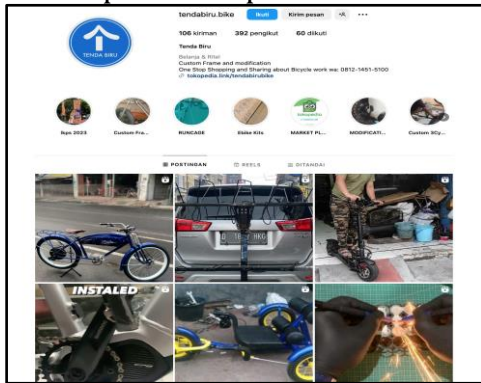 tendabiru.bike Ikuti Kirim pesan
106 kiriman 392 pengikut 60 diikuti
Tenda Biru
Belanja & Ritel
Custom Frame and modification
One Stop Shopping and Sharing about Bicycle work wa: 0812-1451-5100
tokopedia.link/tendabirubike
TENDA BIRU
Ikps 2023 Custom Fra... RUNCAGE Ebike Kits MARKET PL... MODIFICATI... Custom 3Cy...
POSTINGAN REELS DITANDAI
INSTALED